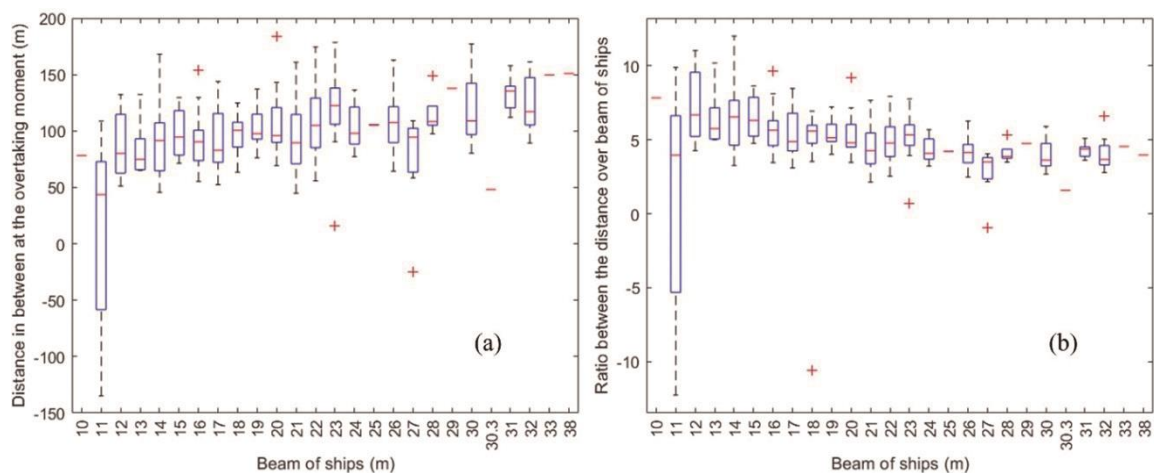 Distance in between at the overtaking moment (m)
200
150
100
50
0
-50
-100
-150
(a)
10 11 12 13 14 15 16 17 18 19 20 21 22 23 24 25 26 27 28 29 30 30.3 31 32 33 38
Beam of ships (m)
Ratio between the distance over beam of ships
10
5
0
-5
-10
(b)
10 11 12 13 14 15 16 17 18 19 20 21 22 23 24 25 26 27 28 29 30 30.3 31 32 33 38
Beam of ships (m)